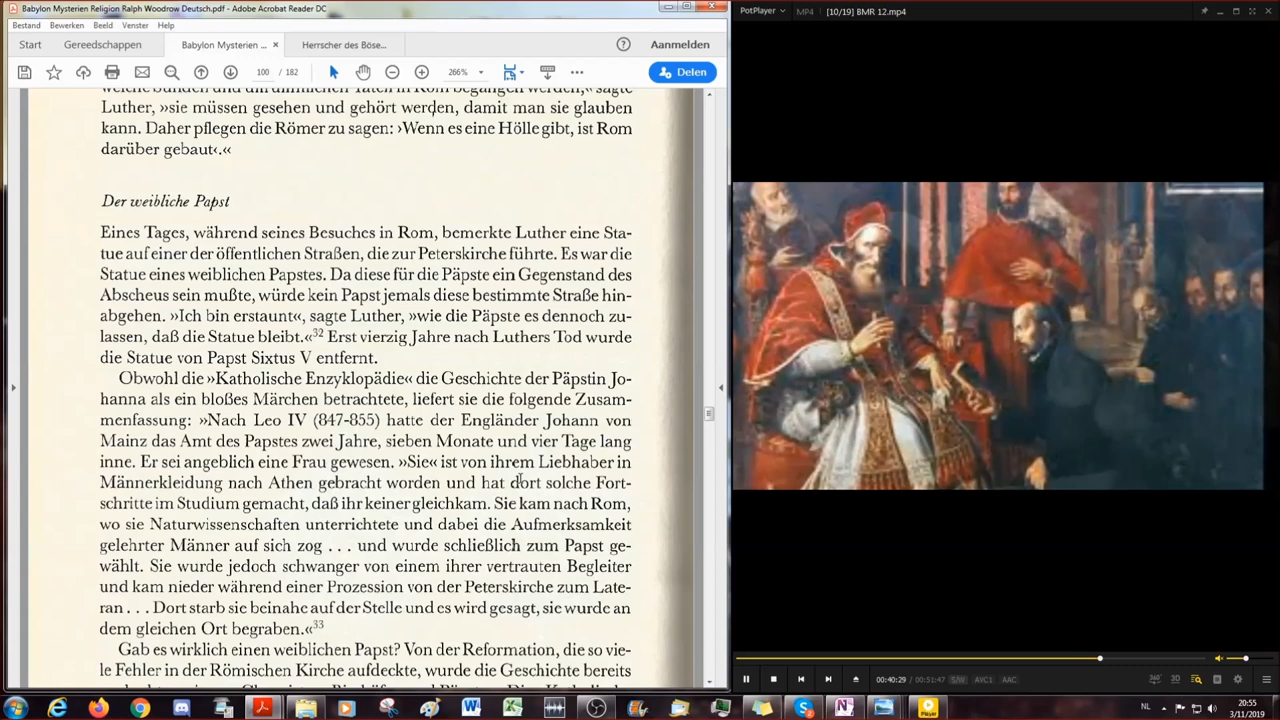 Babylon Mysterien Religion Ralph Woodrow Deutsch.pdf - Adobe Acrobat Reader DC
Bestand Bewerken Beeld Venster Help
Start Gereedschappen Babylon Mysterien ... × Herrscher des Böse... Aanmelden
100 / 182 266% Delen
welche Sünden und unheimlichen Taten in Rom begangen werden,« sagte
Luther, »sie müssen gesehen und gehört werden, damit man sie glauben
kann. Daher pflegen die Römer zu sagen: ›Wenn es eine Hölle gibt, ist Rom
darüber gebaut‹.«
Der weibliche Papst
Eines Tages, während seines Besuches in Rom, bemerkte Luther eine Sta-
tue auf einer der öffentlichen Straßen, die zur Peterskirche führte. Es war die
Statue eines weiblichen Papstes. Da diese für die Päpste ein Gegenstand des
Abscheus sein mußte, würde kein Papst jemals diese bestimmte Straße hin-
abgehen. »Ich bin erstaunt«, sagte Luther, »wie die Päpste es dennoch zu-
lassen, daß die Statue bleibt.«32 Erst vierzig Jahre nach Luthers Tod wurde
die Statue von Papst Sixtus V entfernt.
Obwohl die »Katholische Enzyklopädie« die Geschichte der Päpstin Jo-
hanna als ein bloßes Märchen betrachtete, liefert sie die folgende Zusam-
menfassung: »Nach Leo IV (847-855) hatte der Engländer Johann von
Mainz das Amt des Papstes zwei Jahre, sieben Monate und vier Tage lang
inne. Er sei angeblich eine Frau gewesen. »Sie« ist von ihrem Liebhaber in
Männerkleidung nach Athen gebracht worden und hat dort solche Fort-
schritte im Studium gemacht, daß ihr keiner gleichkam. Sie kam nach Rom,
wo sie Naturwissenschaften unterrichtete und dabei die Aufmerksamkeit
gelehrter Männer auf sich zog . . . und wurde schließlich zum Papst ge-
wählt. Sie wurde jedoch schwanger von einem ihrer vertrauten Begleiter
und kam nieder während einer Prozession von der Peterskirche zum Late-
ran . . . Dort starb sie beinahe auf der Stelle und es wird gesagt, sie wurde an
dem gleichen Ort begraben.«33
Gab es wirklich einen weiblichen Papst? Von der Reformation, die so vie-
le Fehler in der Römischen Kirche aufdeckte, wurde die Geschichte bereits
PotPlayer MP4 [10/19] BMR 12.mp4
00:40:29 / 00:51:47 S/W AVC1 AAC 360° 3D
NL 20:55
3/11/2019